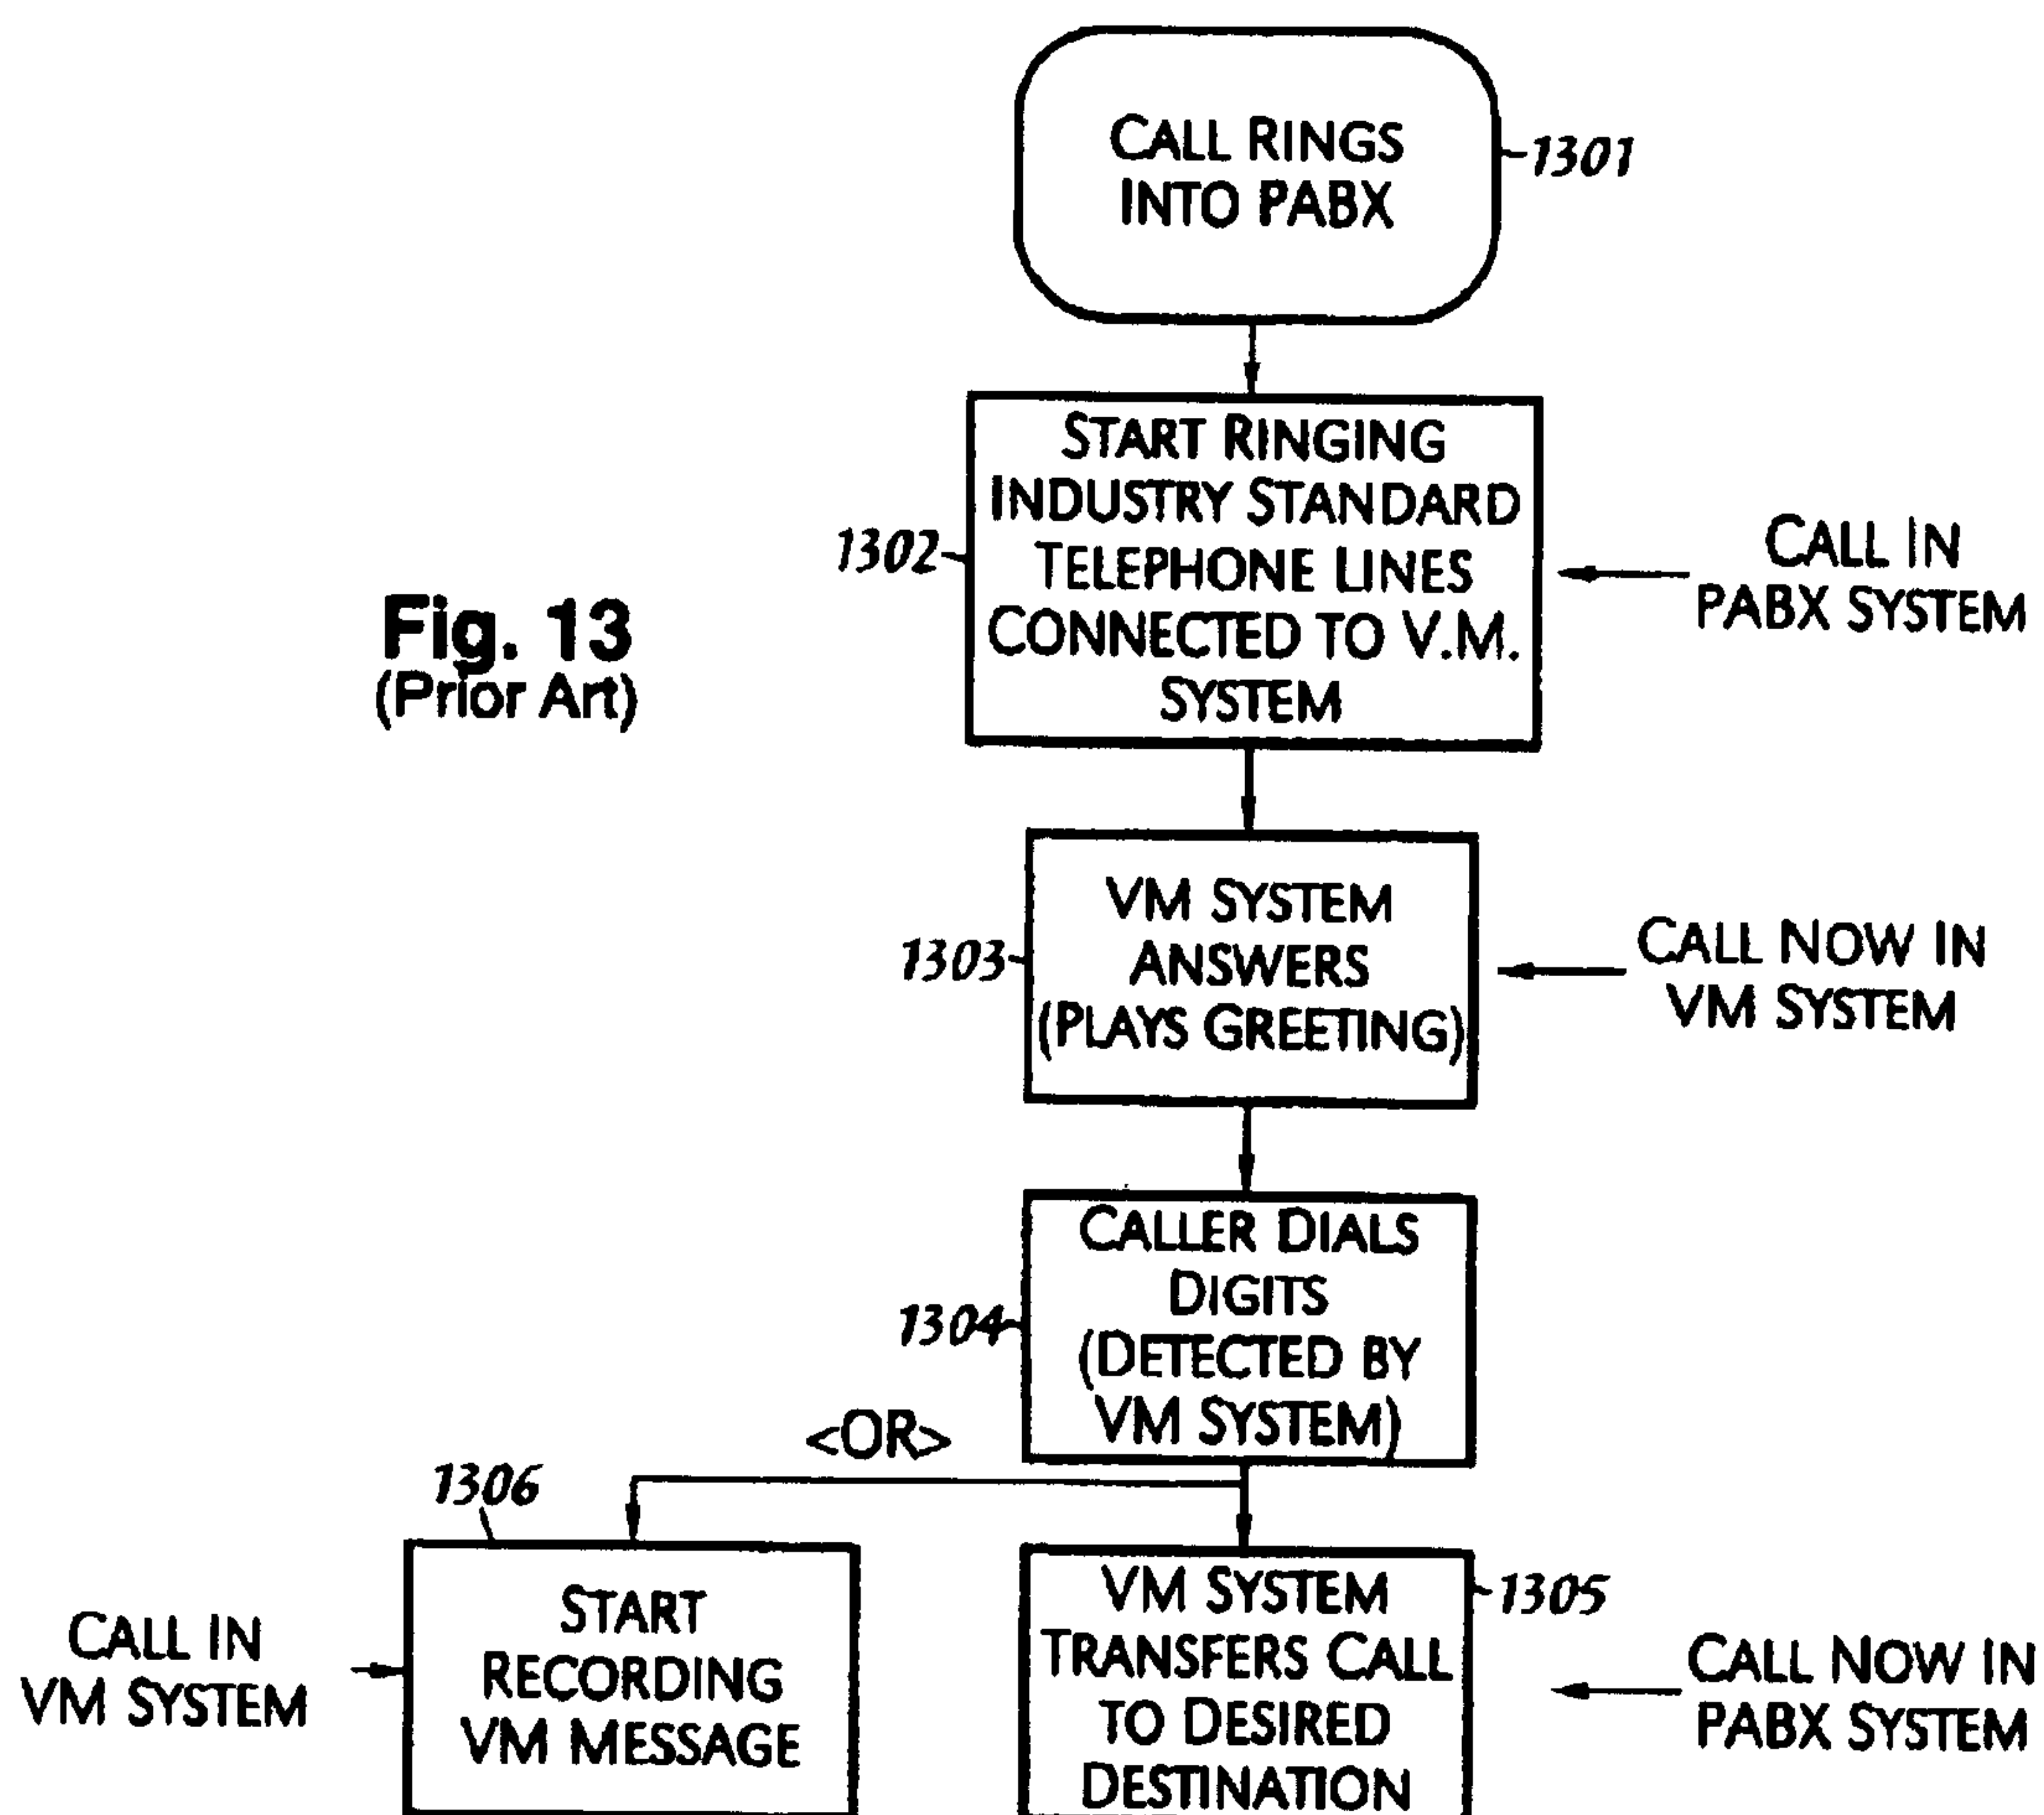 CALL RINGS
INTO PABX
1301
START RINGING
INDUSTRY STANDARD
TELEPHONE LINES
CONNECTED TO V.M.
SYSTEM
1302
CALL IN
PABX SYSTEM
Fig. 13
(Prior Art)
VM SYSTEM
ANSWERS
(PLAYS GREETING)
1303
CALL NOW IN
VM SYSTEM
CALLER DIALS
DIGITS
(DETECTED BY
VM SYSTEM)
1304
<OR>
1306
START
RECORDING
VM MESSAGE
CALL IN
VM SYSTEM
VM SYSTEM
TRANSFERS CALL
TO DESIRED
DESTINATION
1305
CALL NOW IN
PABX SYSTEM